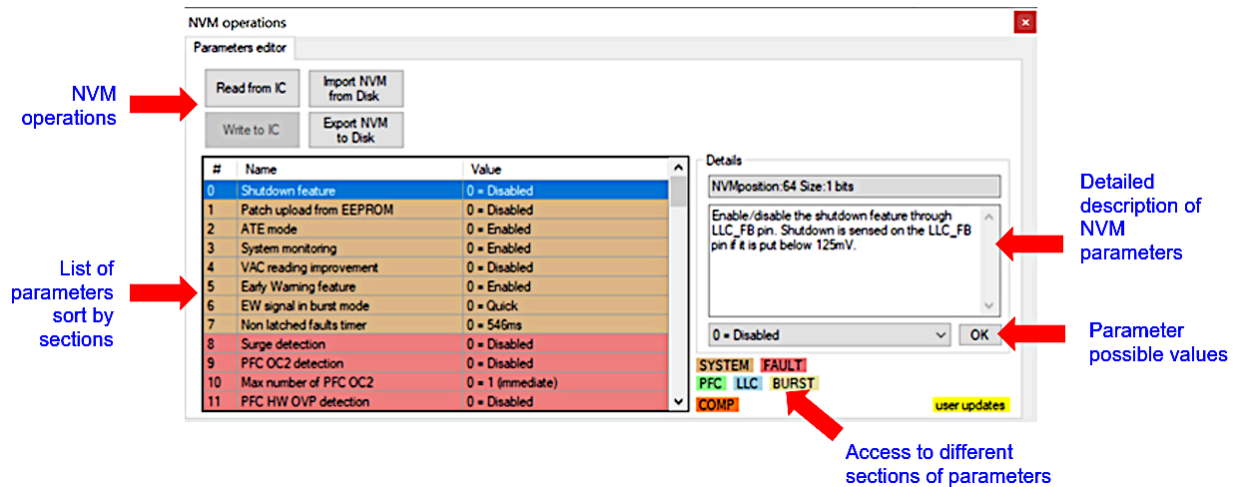 NVM operations
Parameters editor
Read from IC
Import NVM
from Disk
Write to IC
Export NVM
to Disk
NVM
operations
# Name Value
0 Shutdown feature 0 = Disabled
1 Patch upload from EEPROM 0 = Disabled
2 ATE mode 0 = Enabled
3 System monitoring 0 = Enabled
4 VAC reading improvement 0 = Disabled
5 Early Warning feature 0 = Enabled
6 EW signal in burst mode 0 = Quick
7 Non latched faults timer 0 = 546ms
8 Surge detection 0 = Disabled
9 PFC OC2 detection 0 = Disabled
10 Max number of PFC OC2 0 = 1 (immediate)
11 PFC HW OVP detection 0 = Disabled
List of
parameters
sort by
sections
Details
NVMposition:64 Size:1 bits
Enable/disable the shutdown feature through
LLC_FB pin. Shutdown is sensed on the LLC_FB
pin if it is put below 125mV.
0 = Disabled
OK
SYSTEM FAULT
PFC LLC BURST
COMP.
user updates
Detailed
description of
NVM
parameters
Parameter
possible values
Access to different
sections of parameters